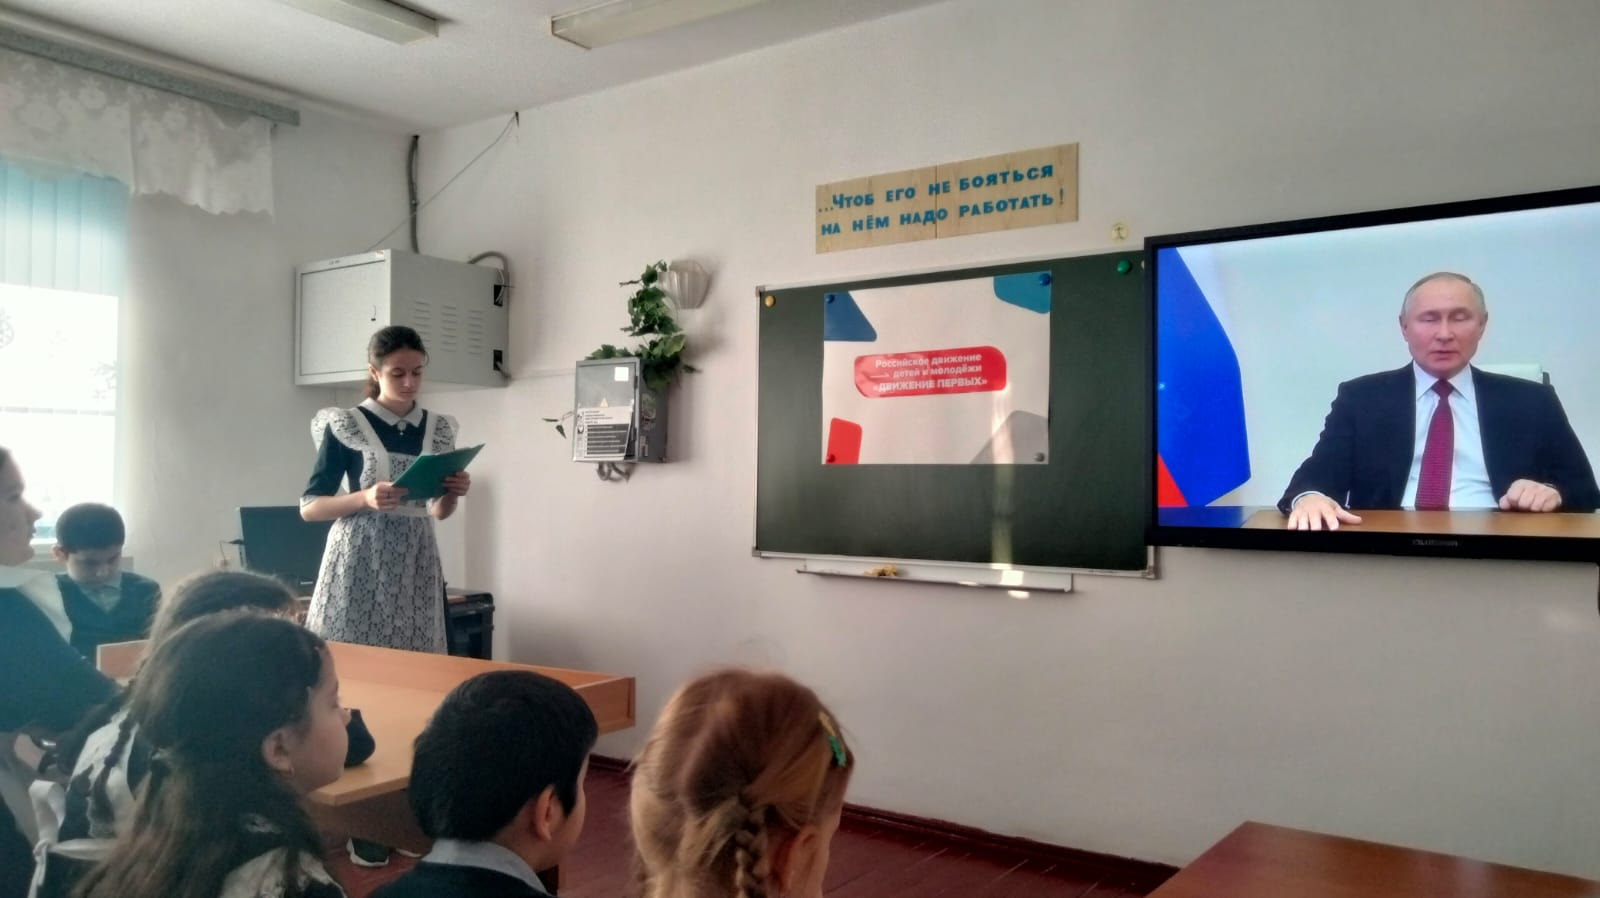 ...Чтоб его не бояться
на нём надо работать!
Российское движение
детей и молодёжи
«ДВИЖЕНИЕ ПЕРВЫХ»